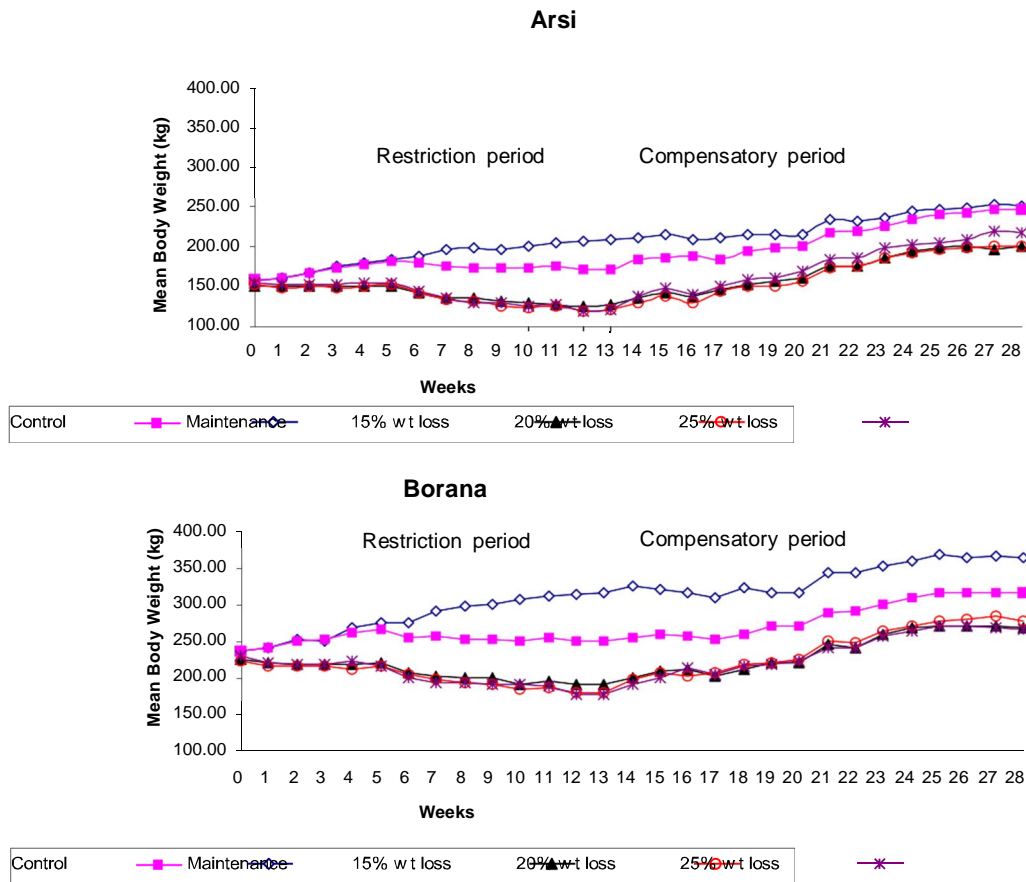 Arsi
400.00
350.00
300.00
250.00
200.00
150.00
100.00
Mean Body Weight (kg)
Restriction period Compensatory period
0 1 2 3 4 5 6 7 8 9 10 11 12 13 14 15 16 17 18 19 20 21 22 23 24 25 26 27 28
Weeks
Control Maintenance 15% wt loss 20% wt loss 25% wt loss
Borana
400.00
350.00
300.00
250.00
200.00
150.00
100.00
Mean Body Weight (kg)
Restriction period Compensatory period
0 1 2 3 4 5 6 7 8 9 10 11 12 13 14 15 16 17 18 19 20 21 22 23 24 25 26 27 28
Weeks
Control Maintenance 15% wt loss 20% wt loss 25% wt loss